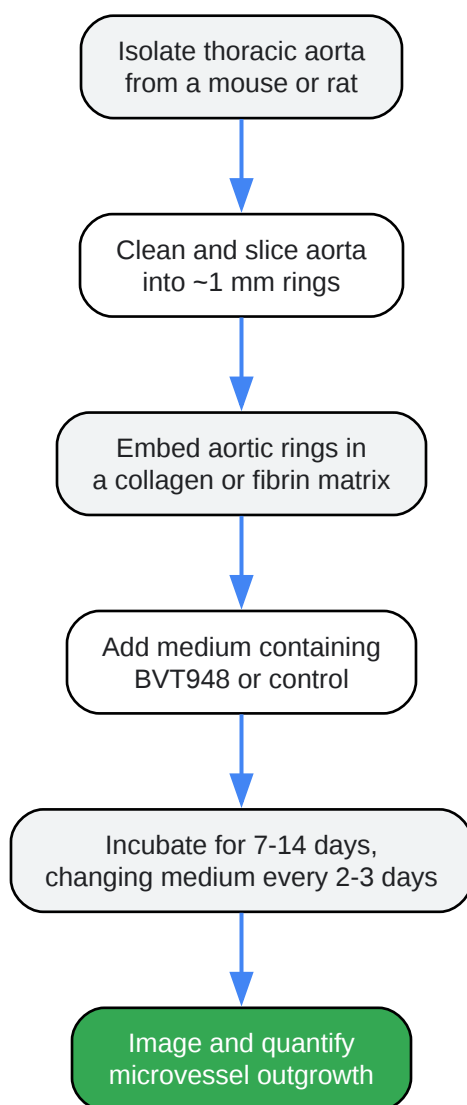 Isolate thoracic aorta
from a mouse or rat
Clean and slice aorta
into ~1 mm rings
Embed aortic rings in
a collagen or fibrin matrix
Add medium containing
BVT948 or control
Incubate for 7-14 days,
changing medium every 2-3 days
Image and quantify
microvessel outgrowth